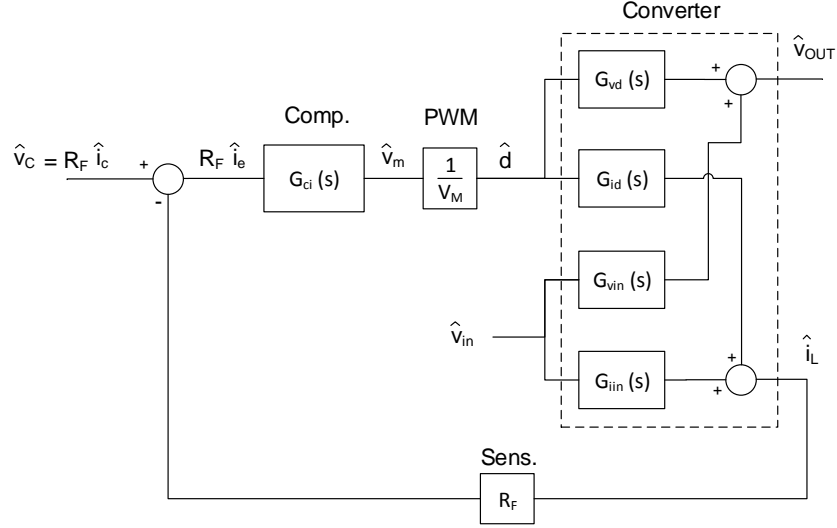 Converter
v̂OUT
Gvd (s)
+
+
Comp.
PWM
v̂C = RF îc
+
-
RF îe
Gci (s)
v̂m
1
VM
d̂
Gid (s)
Gvin (s)
v̂in
Giin (s)
+
+
îL
Sens.
RF